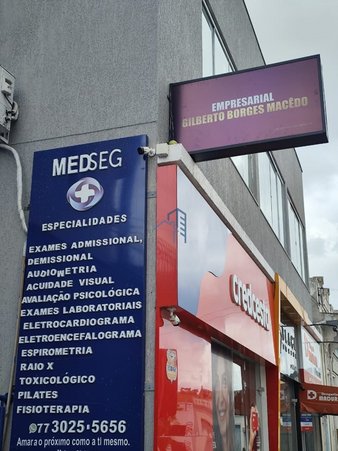 EMPRESARIAL
GILBERTO BORGES MACÊDO
MEDSEG
ESPECIALIDADES
EXAMES ADMISSIONAL,
DEMISSIONAL
AUDIOMETRIA
ACUIDADE VISUAL
AVALIAÇÃO PSICOLÓGICA
EXAMES LABORATORIAIS
ELETROCARDIOGRAMA
ELETROENCEFALOGRAMA
ESPIROMETRIA
RAIO X
TOXICOLÓGICO
PILATES
FISIOTERAPIA
77 3025-5656
Amar a o próximo como a ti mesmo.
credcesta